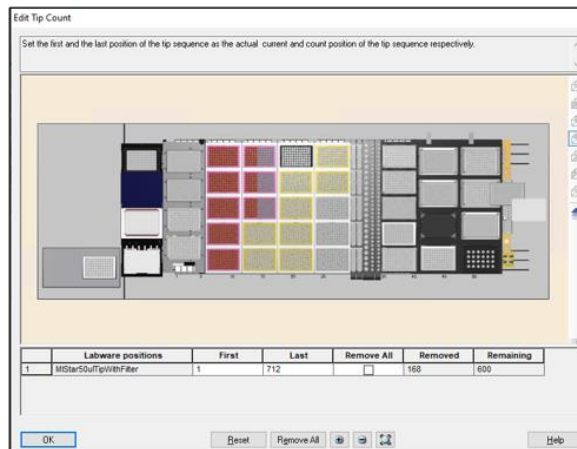 Edit Tip Count
Set the first and the last position of the tip sequence as the actual current and count position of the tip sequence respectively.
Labware positions First Last Remove All Removed Remaining
1 MlStar50ulTipWithFilter 1 712 168 600
OK Reset Remove All Help